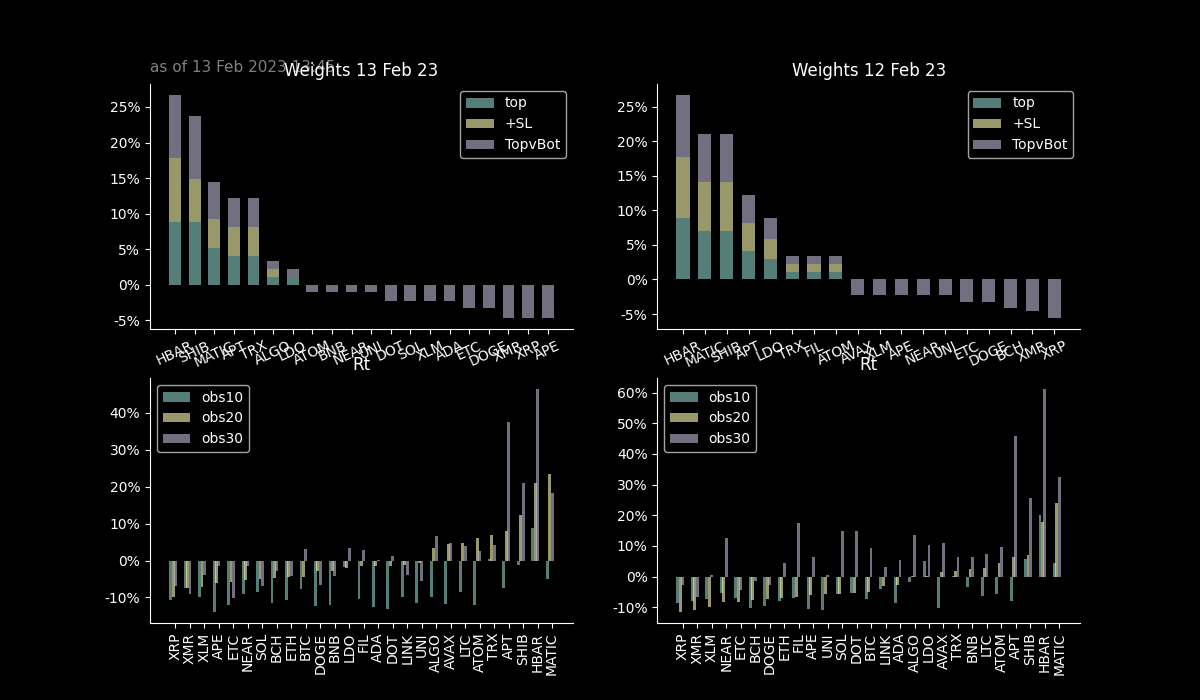 as of 13 Feb 2023 13:45
Weights 13 Feb 23
25%
20%
15%
10%
5%
0%
-5%
top
+SL
TopvBot
HBAR SHIB MATIC APT TRX ALGO LDO ATOM BNB NEAR UNI DOT SOL XLM ADA ETC DOGE XMR XRP APE
Weights 12 Feb 23
25%
20%
15%
10%
5%
0%
-5%
top
+SL
TopvBot
HBAR MATIC SHIB APT LDO TRX FIL ATOM AVAX XLM APE NEAR UNI ETC DOGE BCH XMR XRP
Rt
40%
30%
20%
10%
0%
-10%
obs10
obs20
obs30
XRP XMR XLM APE ETC NEAR SOL BCH ETH BTC DOGE BNB LDO FIL ADA DOT LINK UNI ALGO AVAX LTC ATOM TRX APT SHIB HBAR MATIC
Rt
60%
50%
40%
30%
20%
10%
0%
-10%
obs10
obs20
obs30
XRP XMR XLM NEAR ETC BCH DOGE ETH FIL APE UNI SOL DOT BTC LINK ADA ALGO LDO AVAX TRX BNB LTC ATOM APT SHIB HBAR MATIC